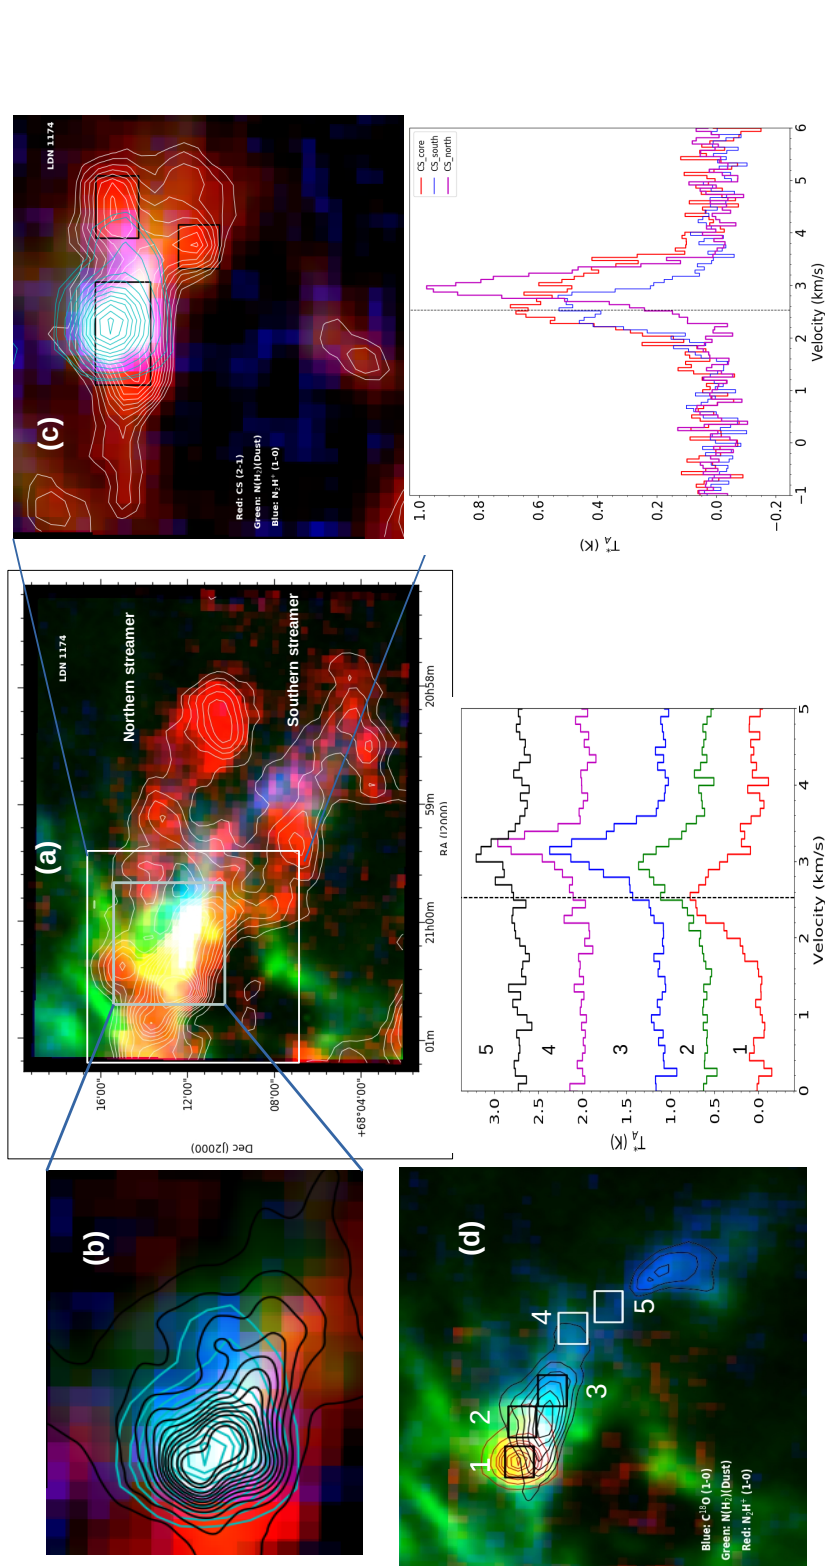 (b)
(a)
LDN 1174
Northern streamer
Southern streamer
16'00"
12'00"
08'00"
+68°04'00"
Dec (J2000)
01m
21h00m
59m
20h58m
RA (J2000)
(c)
LDN 1174
Red: CS (2-1)
Green: N(H₂)(Dust)
Blue: N₂H⁺ (1-0)
(d)
1
2
3
4
5
Blue: C¹⁸O (1-0)
Green: N(H₂)(Dust)
Red: N₂H⁺ (1-0)
5
4
3
2
1
3.0
2.5
2.0
1.5
1.0
0.5
0.0
T*A (K)
0 1 2 3 4 5
Velocity (km/s)
CS_core
CS_south
CS_north
1.0
0.8
0.6
0.4
0.2
0.0
−0.2
T*A (K)
−1 0 1 2 3 4 5 6
Velocity (km/s)